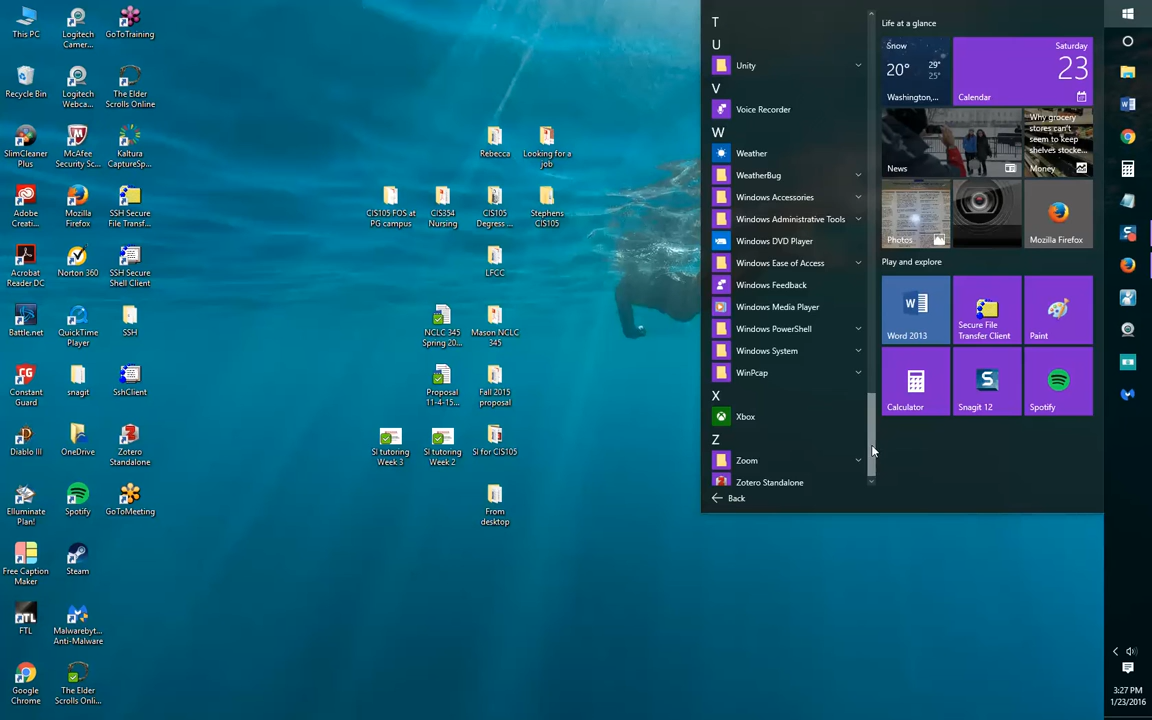 This PC
Logitech
Camer...
GoToTraining
Recycle Bin
Logitech
Webca...
The Elder
Scrolls Online
SlimCleaner
Plus
McAfee
Security Sc...
Kaltura
CaptureSp...
Adobe
Creati...
Mozilla
Firefox
SSH Secure
File Transf...
Acrobat
Reader DC
Norton 360
SSH Secure
Shell Client
Battle.net
QuickTime
Player
SSH
Constant
Guard
snagit
SshClient
Diablo III
OneDrive
Zotero
Standalone
Elluminate
Plan!
Spotify
GoToMeeting
Free Caption
Maker
Steam
FTL
FTL
Malwarebyt...
Anti-Malware
Google
Chrome
The Elder
Scrolls Onli...
Rebecca
Looking for a
job
CIS105 FOS at
PG campus
CIS354
Nursing
CIS105
Degree ...
Stephens
CIS105
LFCC
NCLC 345
Spring 20...
Mason NCLC
345
Proposal
11-4-15...
Fall 2015
proposal
SI tutoring
Week 3
SI tutoring
Week 2
SI for CIS105
From
desktop
T
U
Unity
V
Voice Recorder
W
Weather
WeatherBug
Windows Accessories
Windows Administrative Tools
Windows DVD Player
Windows Ease of Access
Windows Feedback
Windows Media Player
Windows PowerShell
Windows System
WinPcap
X
Xbox
Z
Zoom
Zotero Standalone
Back
Life at a glance
Snow
20°
29°
25°
Washington,...
Saturday
23
Calendar
News
Why grocery
stores can't
seem to keep
shelves stocke...
Money
Photos
Mozilla Firefox
Play and explore
Word 2013
Secure File
Transfer Client
Paint
Calculator
Snagit 12
Spotify
3:27 PM
1/23/2016